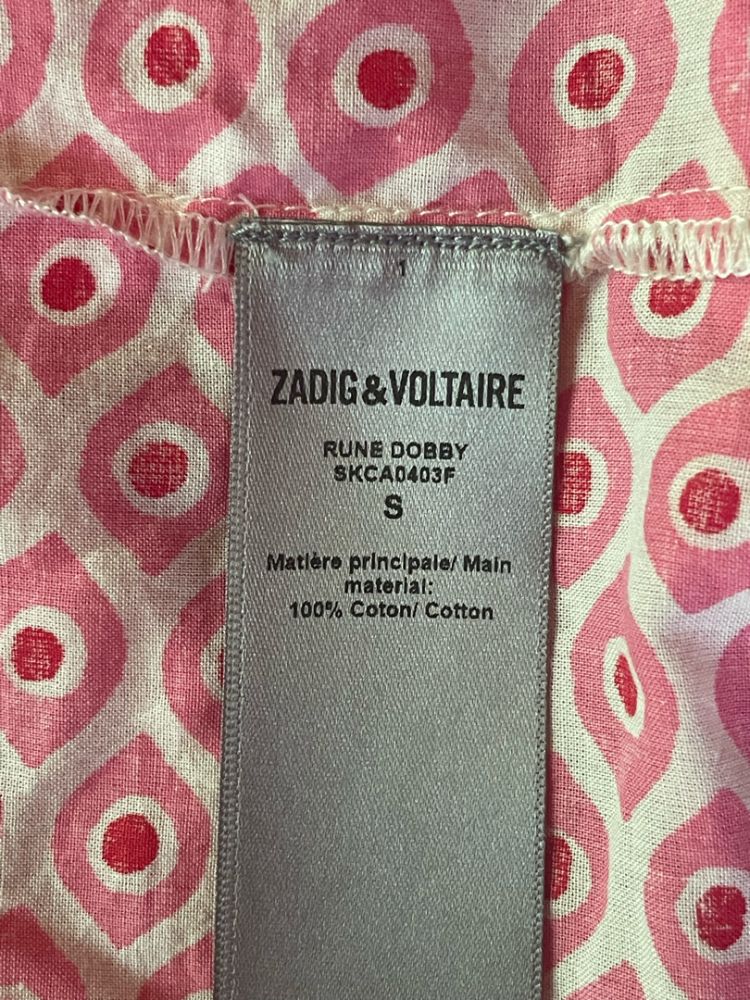 1
ZADIG&VOLTAIRE
RUNE DOBBY
SKCA0403F
S
Matière principale/ Main
material:
100% Coton/ Cotton